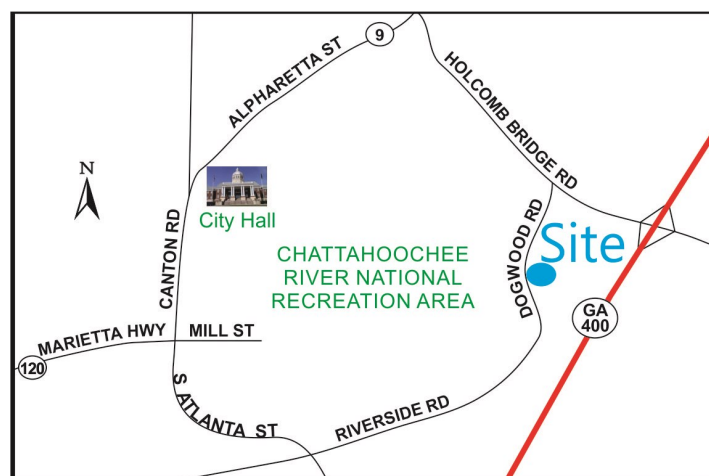 9
ALPHARETTA ST
HOLCOMB BRIDGE RD
N
City Hall
CANTON RD
CHATTAHOOCHEE
RIVER NATIONAL
RECREATION AREA
DOGWOOD RD
Site
GA
400
MARIETTA HWY
MILL ST
120
S ATLANTA ST
RIVERSIDE RD